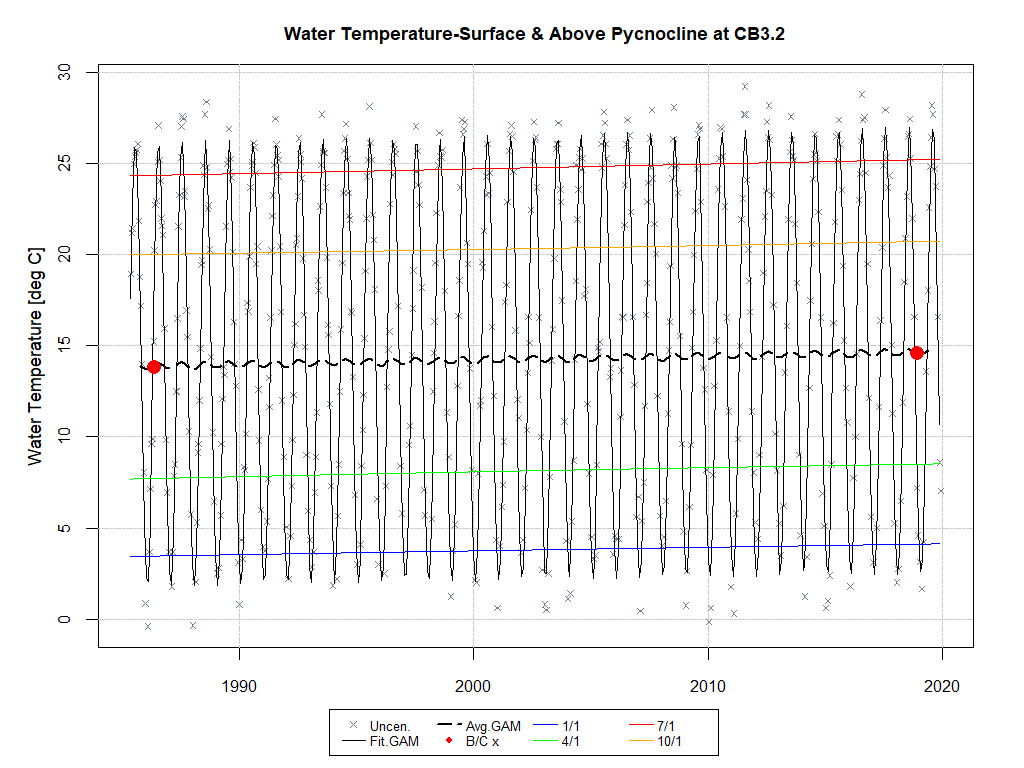 Water Temperature-Surface & Above Pycnocline at CB3.2
Water Temperature [deg C]
30
25
20
15
10
5
0
1990 2000 2010 2020
Uncen. Avg.GAM 1/1 7/1
Fit.GAM B/C x 4/1 10/1